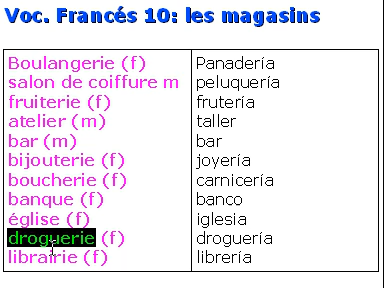 Voc. Francés 10: les magasins
Boulangerie (f) Panadería
salon de coiffure m peluquería
fruiterie (f) frutería
atelier (m) taller
bar (m) bar
bijouterie (f) joyería
boucherie (f) carnicería
banque (f) banco
église (f) iglesia
droguerie (f) droguería
librairie (f) librería